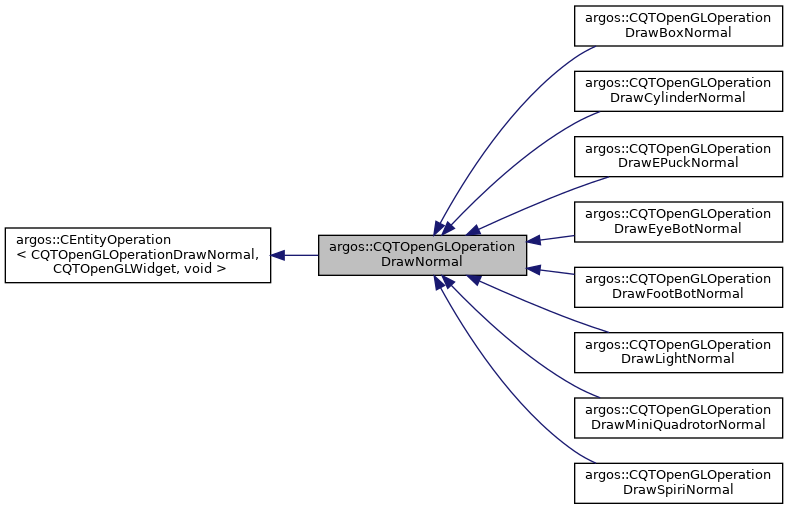 argos::CEntityOperation
< CQTOpenGLOperationDrawNormal,
CQTOpenGLWidget, void >
argos::CQTOpenGLOperation
DrawNormal
argos::CQTOpenGLOperation
DrawBoxNormal
argos::CQTOpenGLOperation
DrawCylinderNormal
argos::CQTOpenGLOperation
DrawEPuckNormal
argos::CQTOpenGLOperation
DrawEyeBotNormal
argos::CQTOpenGLOperation
DrawFootBotNormal
argos::CQTOpenGLOperation
DrawLightNormal
argos::CQTOpenGLOperation
DrawMiniQuadrotorNormal
argos::CQTOpenGLOperation
DrawSpiriNormal